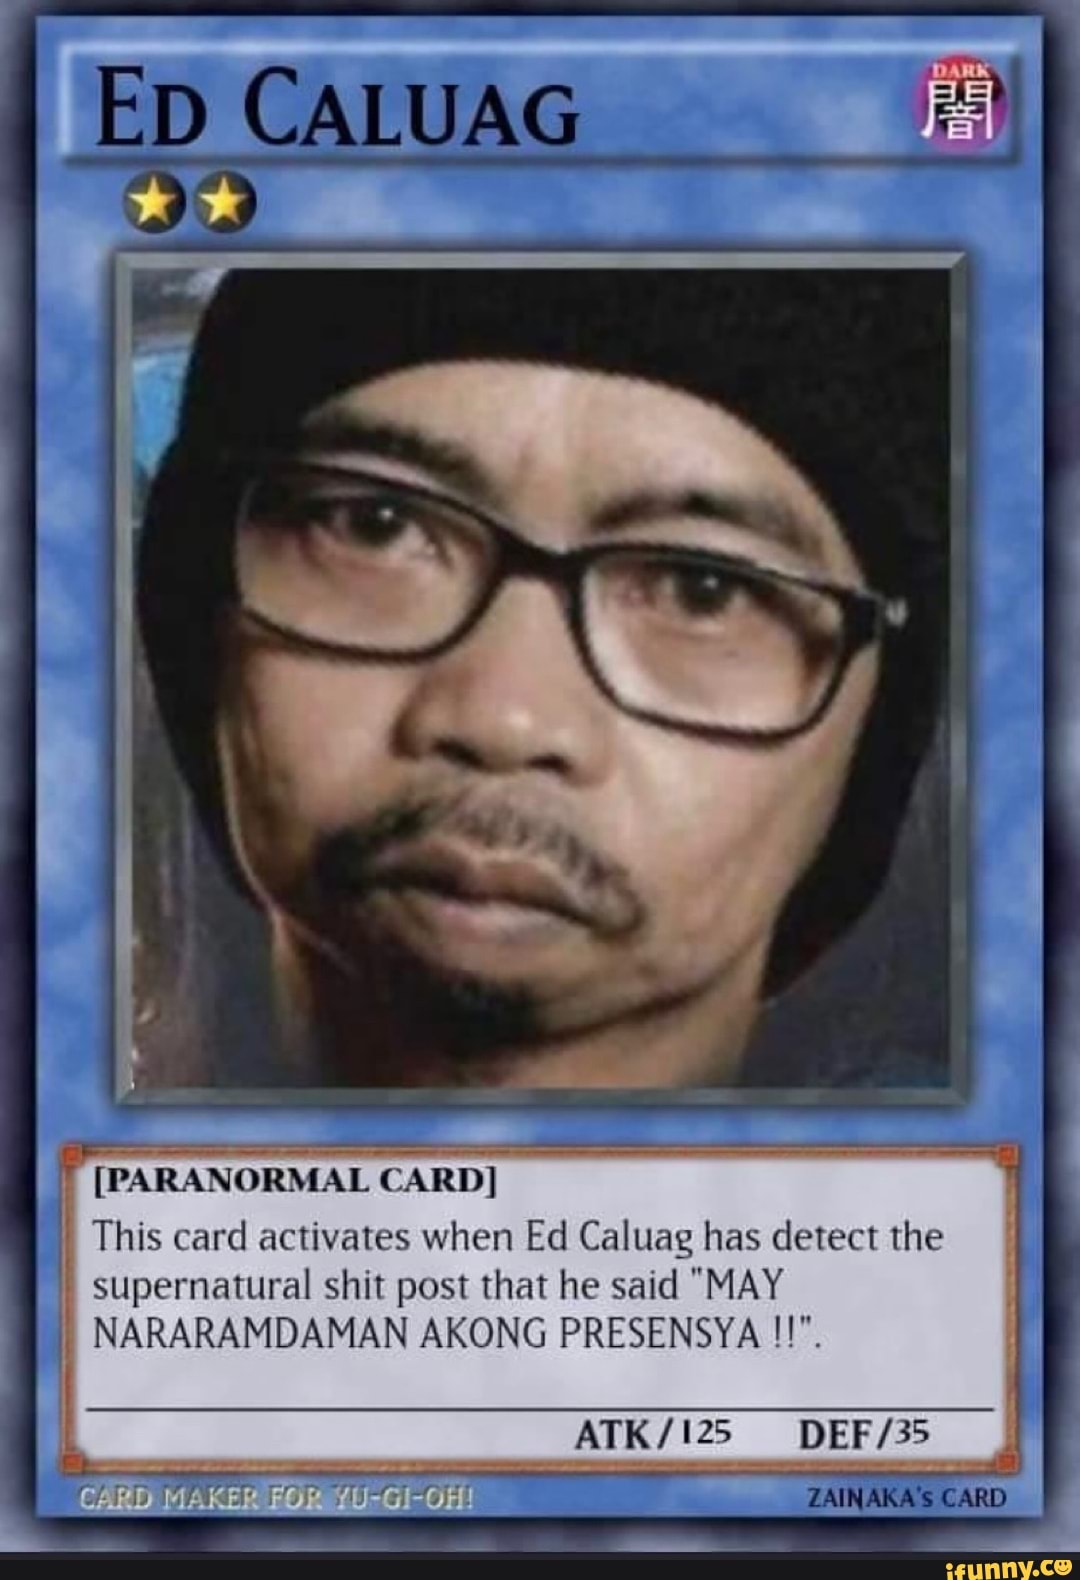 ED CALUAG
DARK
闇
[PARANORMAL CARD]
This card activates when Ed Caluag has detect the
supernatural shit post that he said "MAY
NARARAMDAMAN AKONG PRESENSYA !!".
ATK/125 DEF/35
CARD MAKER FOR YU-GI-OH!
ZAINAKA's CARD
ifunny.co